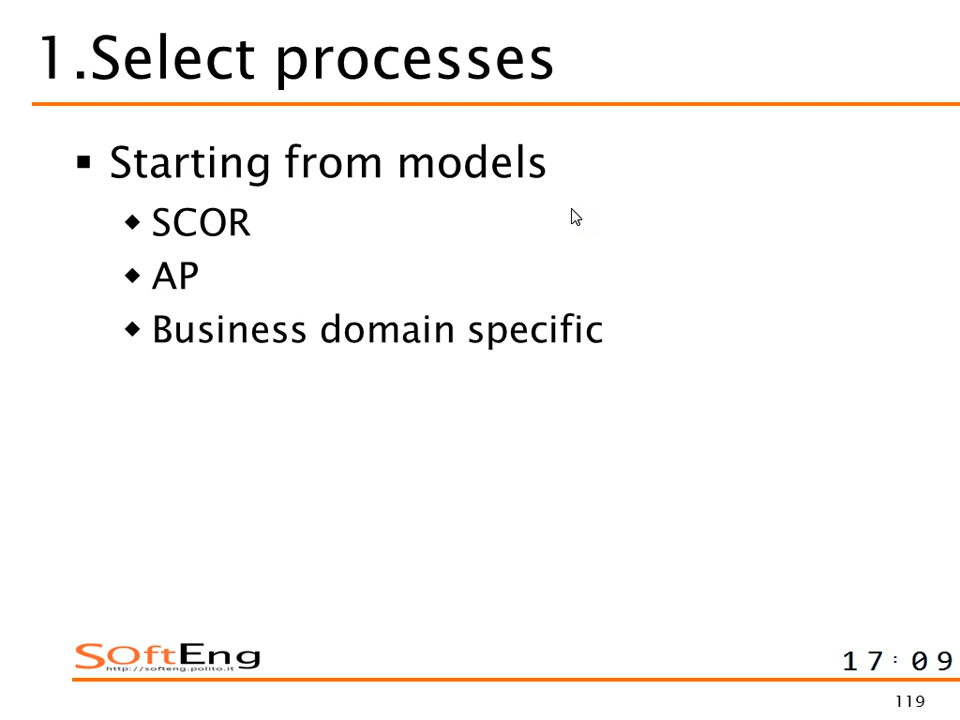 1.Select processes
Starting from models
SCOR
AP
Business domain specific
SOftEng
http://softeng.polito.it
17:09
119